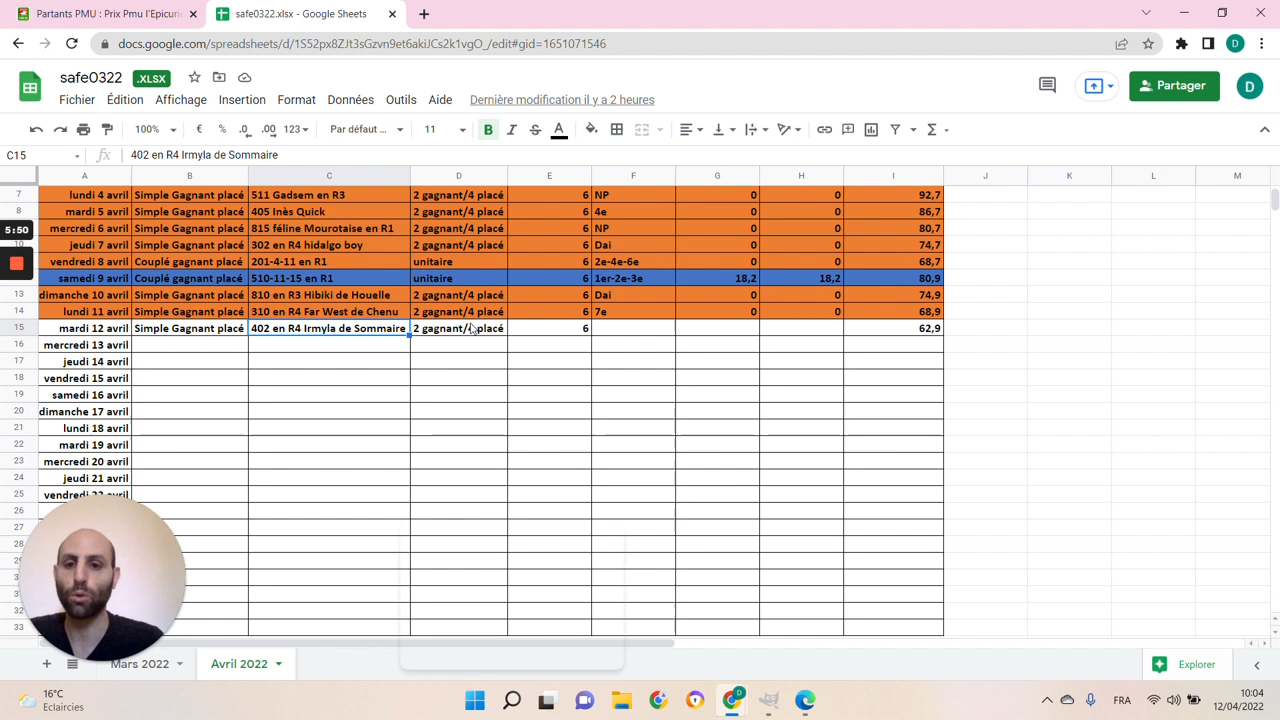 Partants PMU : Prix Pmu l'Epicuri
safe0322.xlsx - Google Sheets
docs.google.com/spreadsheets/d/1S52px8ZJt3sGzvn9et6akiJCs2k1vgO_/edit#gid=1651071546
D
safe0322 .XLSX
Fichier Édition Affichage Insertion Format Données Outils Aide Dernière modification il y a 2 heures
Partager D
100% € % .0 .00 123 Par défaut ... 11 B I S A
C15 fx 402 en R4 Irmyla de Sommaire
A B C D E F G H I J K L M
7 lundi 4 avril Simple Gagnant placé 511 Gadsem en R3 2 gagnant/4 placé 6 NP 0 0 92,7
8 mardi 5 avril Simple Gagnant placé 405 Inès Quick 2 gagnant/4 placé 6 4e 0 0 86,7
5:50 mercredi 6 avril Simple Gagnant placé 815 féline Mourotaise en R1 2 gagnant/4 placé 6 NP 0 0 80,7
10 jeudi 7 avril Simple Gagnant placé 302 en R4 hidalgo boy 2 gagnant/4 placé 6 Dai 0 0 74,7
vendredi 8 avril Couplé gagnant placé 201-4-11 en R1 unitaire 6 2e-4e-6e 0 0 68,7
samedi 9 avril Couplé gagnant placé 510-11-15 en R1 unitaire 6 1er-2e-3e 18,2 18,2 80,9
13 dimanche 10 avril Simple Gagnant placé 810 en R3 Hibiki de Houelle 2 gagnant/4 placé 6 Dai 0 0 74,9
14 lundi 11 avril Simple Gagnant placé 310 en R4 Far West de Chenu 2 gagnant/4 placé 6 7e 0 0 68,9
15 mardi 12 avril Simple Gagnant placé 402 en R4 Irmyla de Sommaire 2 gagnant/4 placé 6 62,9
16 mercredi 13 avril
17 jeudi 14 avril
18 vendredi 15 avril
19 samedi 16 avril
20 dimanche 17 avril
21 lundi 18 avril
22 mardi 19 avril
23 mercredi 20 avril
24 jeudi 21 avril
25 vendredi 22 avril
26
27
28
29
32
33
Mars 2022 Avril 2022 Explorer
16°C
Eclaircies
D
FRA
10:04
12/04/2022